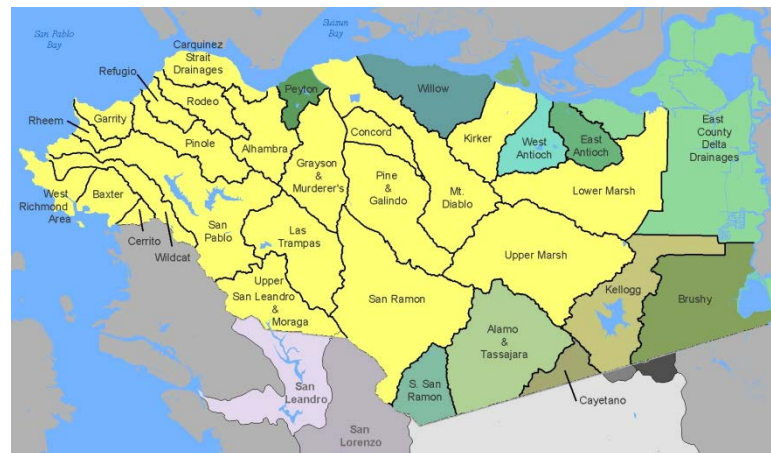 San Pablo
Bay
Suisun
Bay
Carquinez
Strait
Drainages
Refugio
Rodeo
Rheem
Garrity
Pinole
Alhambra
Peyton
Willow
Concord
Grayson
&
Murderer's
Pine
&
Galindo
Mt.
Diablo
Kirker
West
Antioch
East
Antioch
East
County
Delta
Drainages
West
Richmond
Area
Baxter
Cerrito
Wildcat
San
Pablo
Las
Trampas
Upper
San Leandro
&
Moraga
San Ramon
Lower Marsh
Upper Marsh
Kellogg
Brushy
Alamo
&
Tassajara
S. San
Ramon
Cayetano
San
Leandro
San
Lorenzo